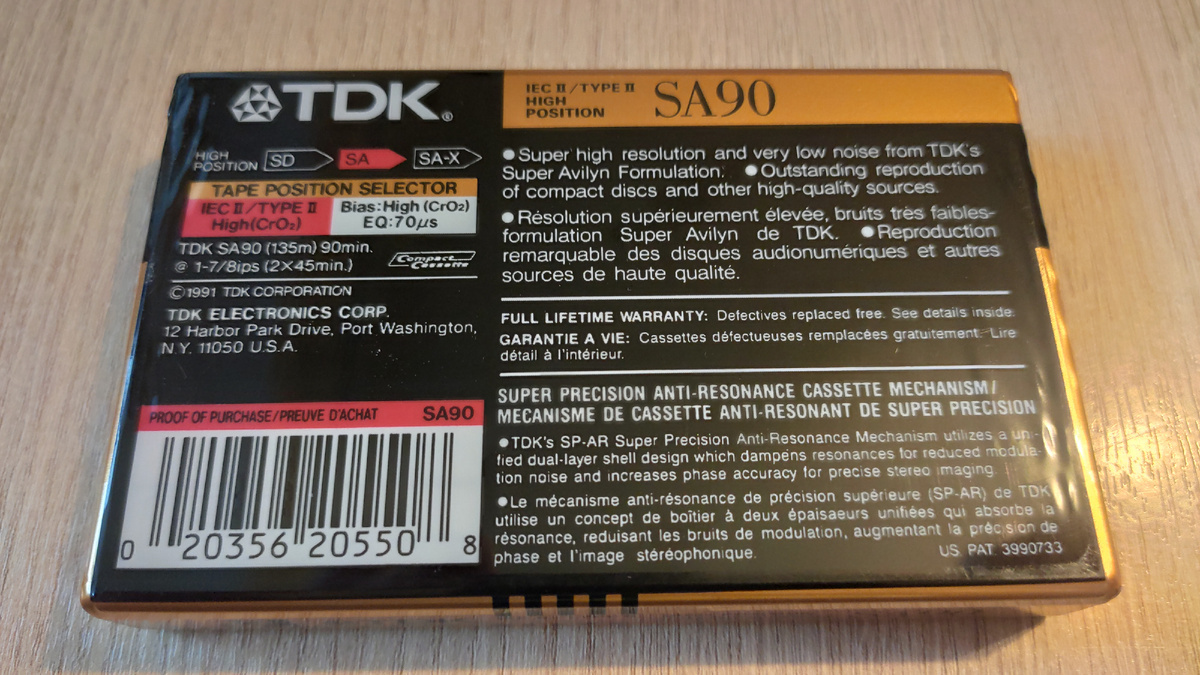 TDK®
IEC II/TYPE II
HIGH
POSITION
SA90
HIGH
POSITION
SD
SA
SA-X
TAPE POSITION SELECTOR
IEC II/TYPE II
High(CrO₂)
Bias:High (CrO₂)
EQ:70µs
TDK SA90 (135m) 90min.
@ 1-7/8ips (2×45min.)
Compact
Cassette
©1991 TDK CORPORATION
TDK ELECTRONICS CORP.
12 Harbor Park Drive, Port Washington,
N.Y. 11050 U.S.A.
PROOF OF PURCHASE/PREUVE D'ACHAT SA90
0 20356 20550 8
●Super high resolution and very low noise from TDK's
Super Avilyn Formulation. ●Outstanding reproduction
of compact discs and other high-quality sources.
●Résolution supérieurement élevée, bruits très faibles-
formulation Super Avilyn de TDK. ●Reproduction
remarquable des disques audionumériques et autres
sources de haute qualité.
FULL LIFETIME WARRANTY: Defectives replaced free. See details inside.
GARANTIE A VIE: Cassettes défectueuses remplacées gratuitement. Lire
détail à l'intérieur.
SUPER PRECISION ANTI-RESONANCE CASSETTE MECHANISM/
MECANISME DE CASSETTE ANTI-RESONANT DE SUPER PRECISION
●TDK's SP-AR Super Precision Anti-Resonance Mechanism utilizes a uni-
fied dual-layer shell design which dampens resonances for reduced modula-
tion noise and increases phase accuracy for precise stereo imaging.
●Le mécanisme anti-résonance de précision supérieure (SP-AR) de TDK
utilise un concept de boîtier à deux épaisaeurs unifiées qui absorbe la
résonance, reduisant les bruits de modulation, augmentant la précision de
phase et l'image stéréophonique.
US. PAT. 3990733